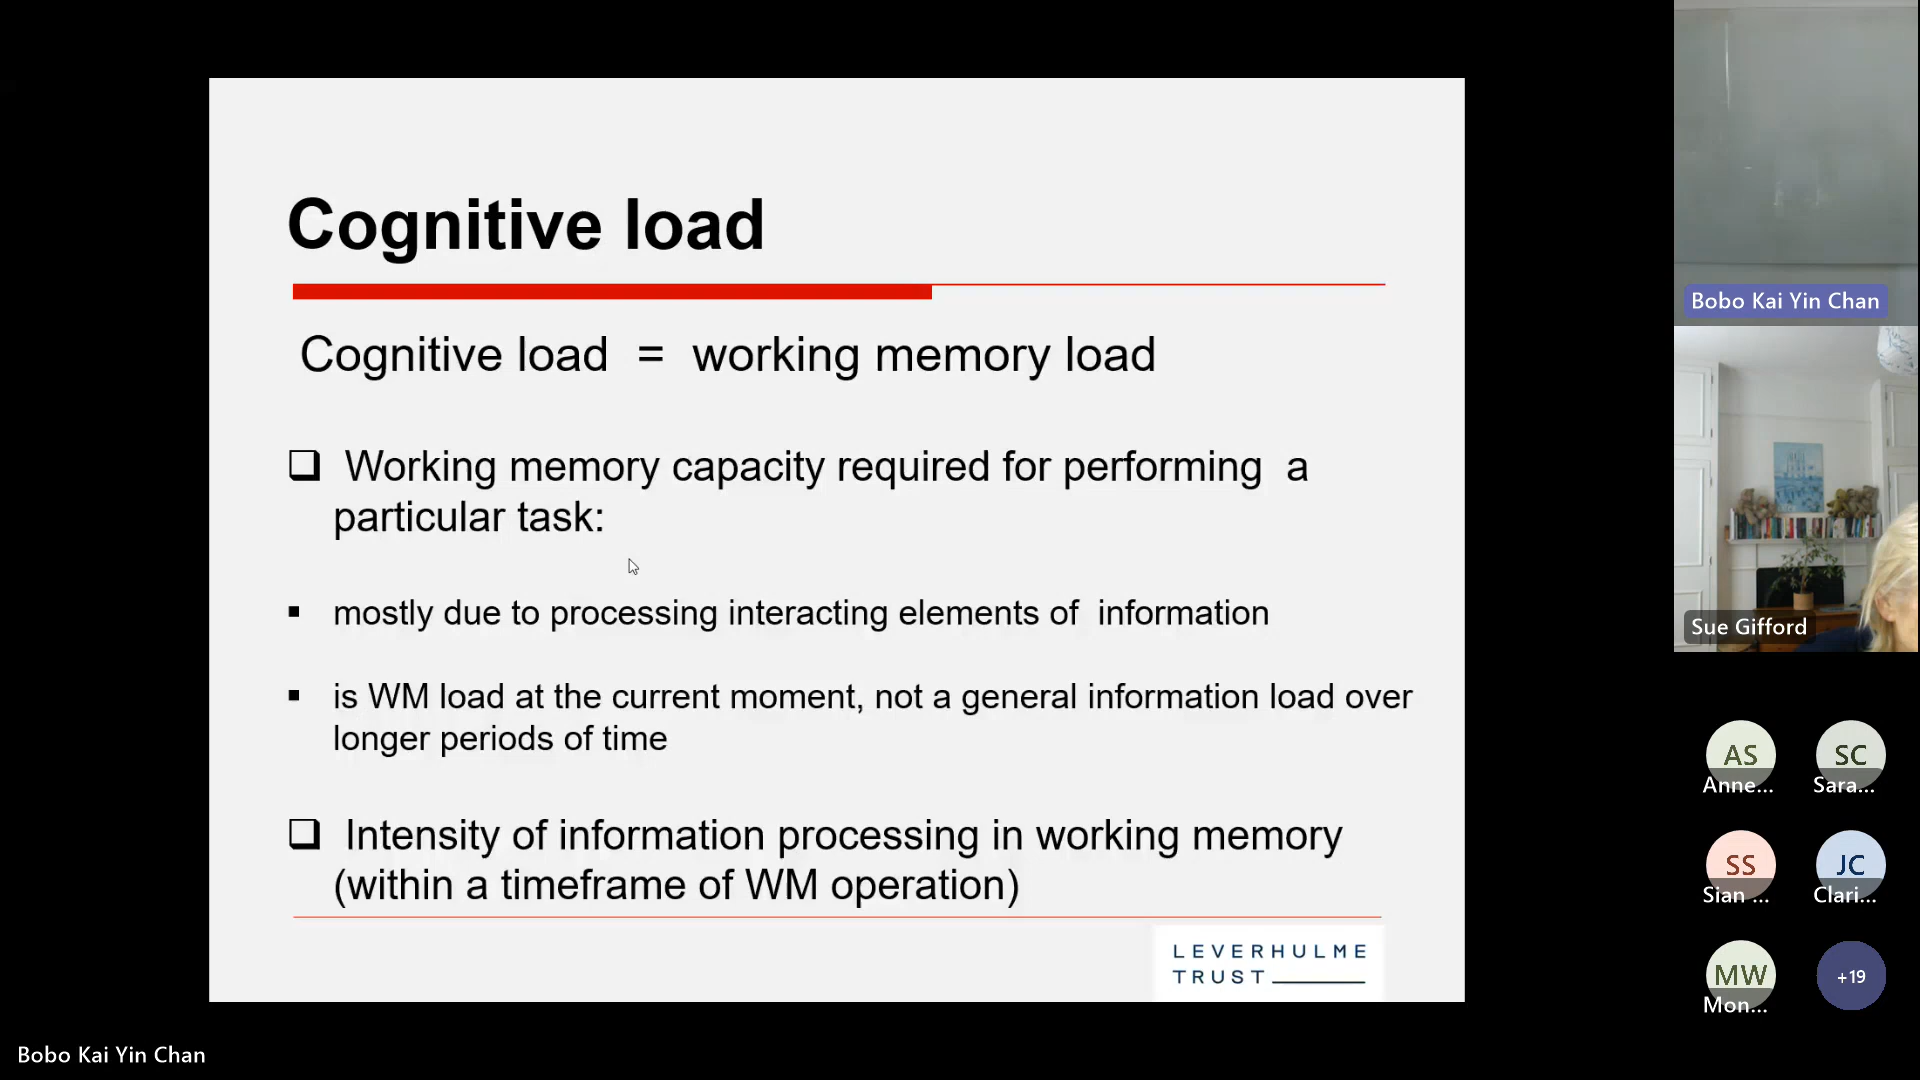 Cognitive load
Cognitive load = working memory load
❑ Working memory capacity required for performing a
particular task:
▪ mostly due to processing interacting elements of information
▪ is WM load at the current moment, not a general information load over
longer periods of time
❑ Intensity of information processing in working memory
(within a timeframe of WM operation)
LEVERHULME
TRUST
Bobo Kai Yin Chan
Sue Gifford
AS
Anne...
SC
Sara...
SS
Sian ...
JC
Clari...
MW
Mon...
+19
Bobo Kai Yin Chan